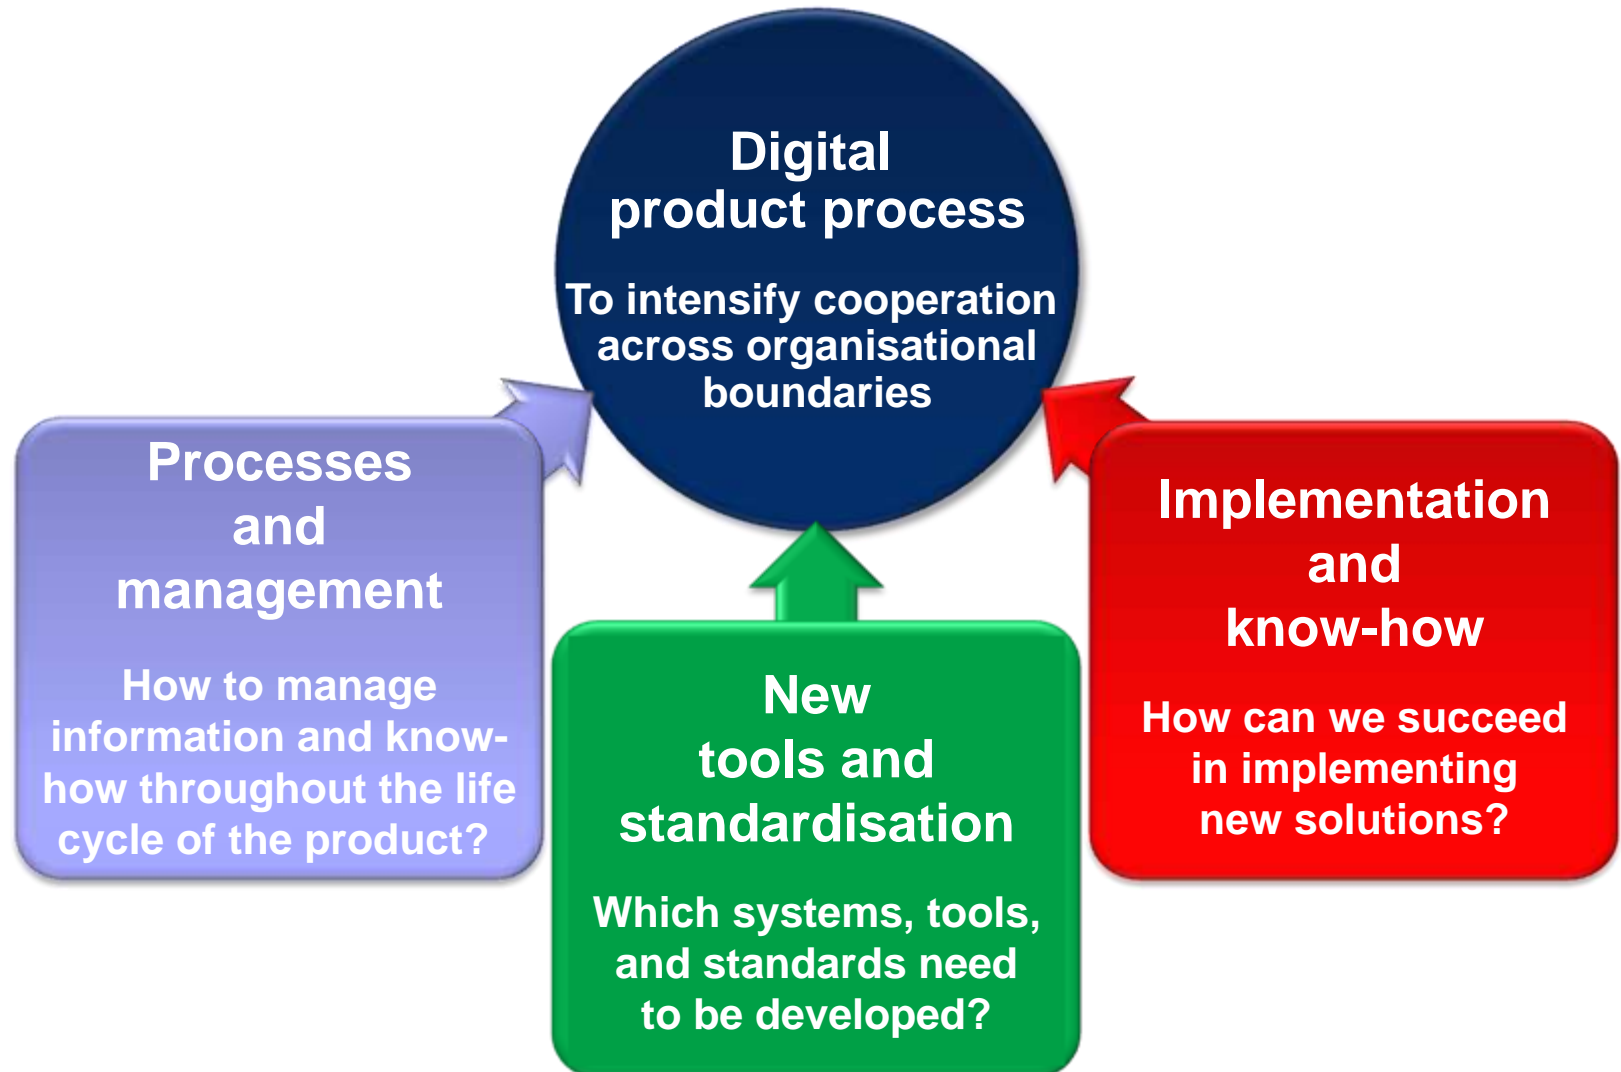 Digital
product process
To intensify cooperation
across organisational
boundaries
Processes
and
management
How to manage
information and know-
how throughout the life
cycle of the product?
New
tools and
standardisation
Which systems, tools,
and standards need
to be developed?
Implementation
and
know-how
How can we succeed
in implementing
new solutions?